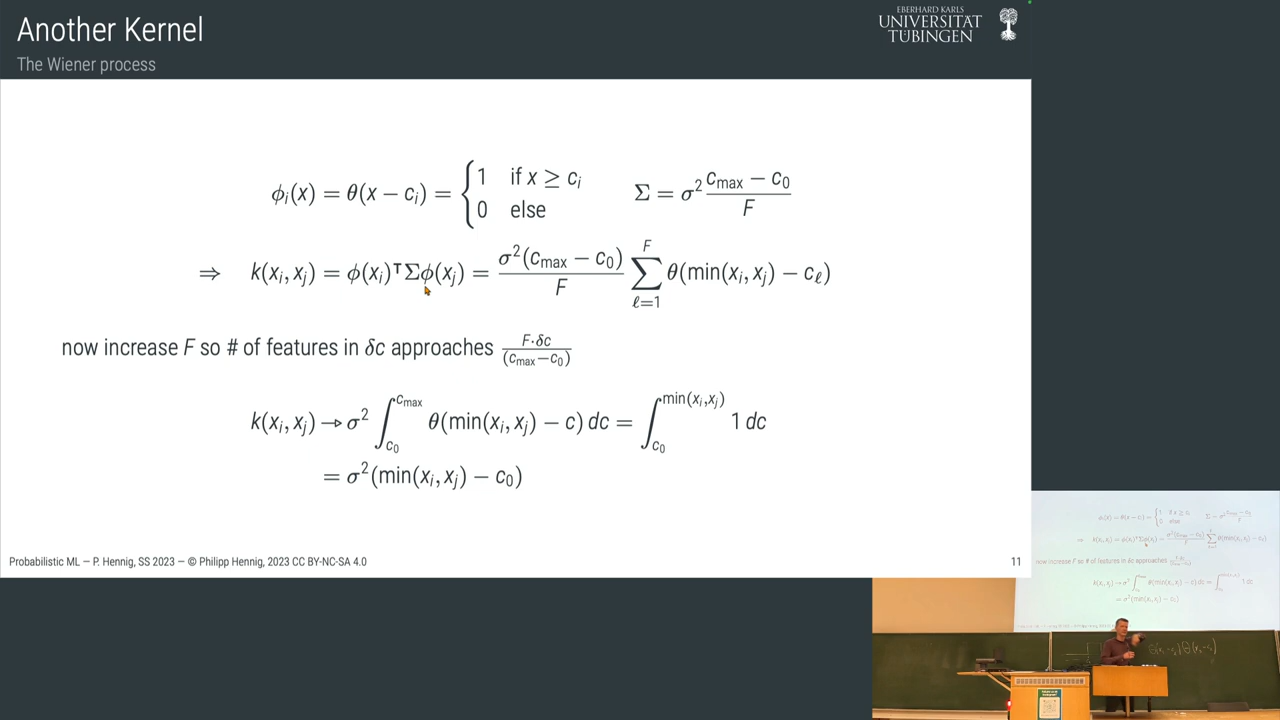 Another Kernel
The Wiener process
EBERHARD KARLS
UNIVERSITÄT
TÜBINGEN
ϕᵢ(x) = θ(x − cᵢ) = { 1 if x ≥ cᵢ
0 else
Σ = σ² (c_max − c₀) / F
⇒ k(xᵢ, xⱼ) = ϕ(xᵢ)ᵀΣϕ(xⱼ) = σ²(c_max − c₀) / F ∑_{ℓ=1}^{F} θ(min(xᵢ, xⱼ) − c_ℓ)
now increase F so # of features in δc approaches F·δc / (c_max−c₀)
k(xᵢ, xⱼ) → σ² ∫_{c₀}^{c_max} θ(min(xᵢ, xⱼ) − c) dc = ∫_{c₀}^{min(xᵢ,xⱼ)} 1 dc
= σ²(min(xᵢ, xⱼ) − c₀)
Probabilistic ML — P. Hennig, SS 2023 — © Philipp Hennig, 2023 CC BY-NC-SA 4.0
11